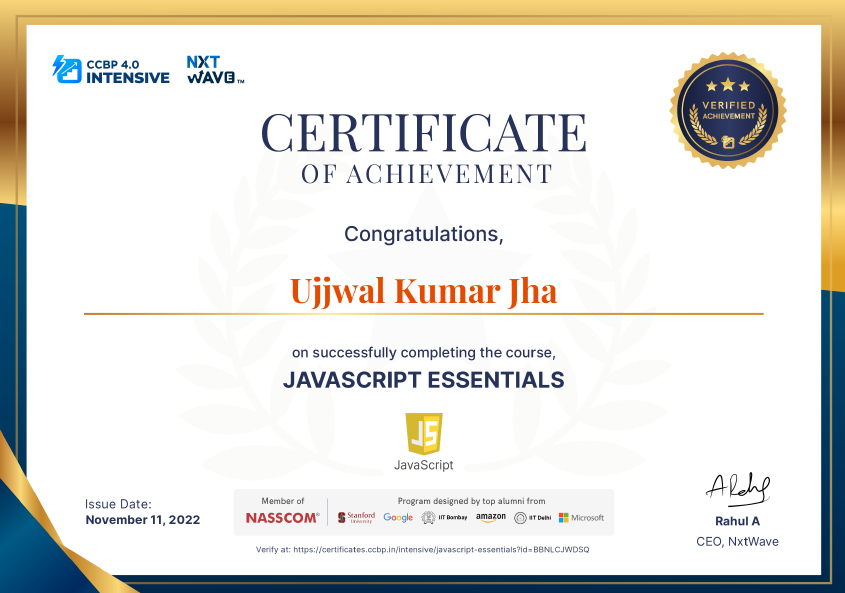 CCBP 4.0
INTENSIVE
NXT
WAVE™
VERIFIED
ACHIEVEMENT
CERTIFICATE
OF ACHIEVEMENT
Congratulations,
Ujjwal Kumar Jha
on successfully completing the course,
JAVASCRIPT ESSENTIALS
JS
JavaScript
Issue Date:
November 11, 2022
Member of
NASSCOM®
Program designed by top alumni from
Stanford University Google IIT Bombay amazon IIT Delhi Microsoft
Verify at: https://certificates.ccbp.in/intensive/javascript-essentials?id=BBNLCJWDSQ
Rahul A
CEO, NxtWave